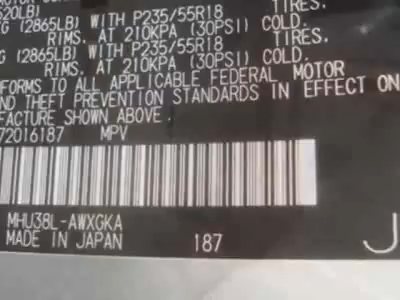 520LB) WITH P235/55R18 TIRES.
RIMS. AT 210KPA (30PSI) COLD.
KG (2865LB) WITH P235/55R18 TIRES.
RIMS. AT 210KPA (30PSI) COLD.
FORMS TO ALL APPLICABLE FEDERAL MOTOR
ND THEFT PREVENTION STANDARDS IN EFFECT ON
FACTURE SHOWN ABOVE.
72016187 MPV
MHU38L-AWXGKA
MADE IN JAPAN 187 J